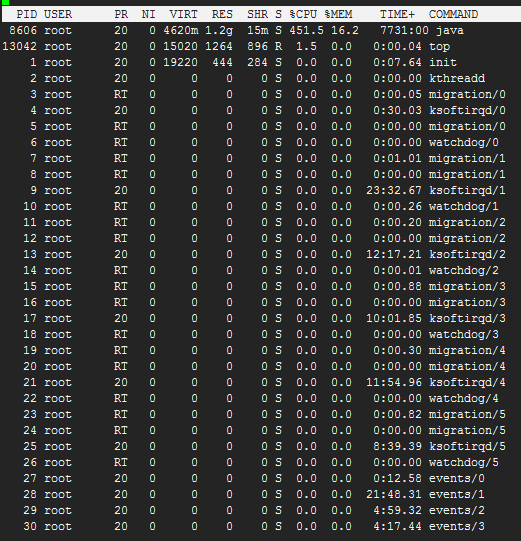 PID USER PR NI VIRT RES SHR S %CPU %MEM TIME+ COMMAND
8606 root 20 0 4620m 1.2g 15m S 451.5 16.2 7731:00 java
13042 root 20 0 15020 1264 896 R 1.5 0.0 0:00.04 top
1 root 20 0 19220 444 284 S 0.0 0.0 0:07.64 init
2 root 20 0 0 0 0 S 0.0 0.0 0:00.00 kthreadd
3 root RT 0 0 0 0 S 0.0 0.0 0:00.05 migration/0
4 root 20 0 0 0 0 S 0.0 0.0 0:30.03 ksoftirqd/0
5 root RT 0 0 0 0 S 0.0 0.0 0:00.00 migration/0
6 root RT 0 0 0 0 S 0.0 0.0 0:00.00 watchdog/0
7 root RT 0 0 0 0 S 0.0 0.0 0:01.01 migration/1
8 root RT 0 0 0 0 S 0.0 0.0 0:00.00 migration/1
9 root 20 0 0 0 0 S 0.0 0.0 23:32.67 ksoftirqd/1
10 root RT 0 0 0 0 S 0.0 0.0 0:00.26 watchdog/1
11 root RT 0 0 0 0 S 0.0 0.0 0:00.20 migration/2
12 root RT 0 0 0 0 S 0.0 0.0 0:00.00 migration/2
13 root 20 0 0 0 0 S 0.0 0.0 12:17.21 ksoftirqd/2
14 root RT 0 0 0 0 S 0.0 0.0 0:00.01 watchdog/2
15 root RT 0 0 0 0 S 0.0 0.0 0:00.88 migration/3
16 root RT 0 0 0 0 S 0.0 0.0 0:00.00 migration/3
17 root 20 0 0 0 0 S 0.0 0.0 10:01.85 ksoftirqd/3
18 root RT 0 0 0 0 S 0.0 0.0 0:00.00 watchdog/3
19 root RT 0 0 0 0 S 0.0 0.0 0:00.30 migration/4
20 root RT 0 0 0 0 S 0.0 0.0 0:00.00 migration/4
21 root 20 0 0 0 0 S 0.0 0.0 11:54.96 ksoftirqd/4
22 root RT 0 0 0 0 S 0.0 0.0 0:00.00 watchdog/4
23 root RT 0 0 0 0 S 0.0 0.0 0:00.82 migration/5
24 root RT 0 0 0 0 S 0.0 0.0 0:00.00 migration/5
25 root 20 0 0 0 0 S 0.0 0.0 8:39.39 ksoftirqd/5
26 root RT 0 0 0 0 S 0.0 0.0 0:00.00 watchdog/5
27 root 20 0 0 0 0 S 0.0 0.0 0:12.58 events/0
28 root 20 0 0 0 0 S 0.0 0.0 21:48.31 events/1
29 root 20 0 0 0 0 S 0.0 0.0 4:59.32 events/2
30 root 20 0 0 0 0 S 0.0 0.0 4:17.44 events/3